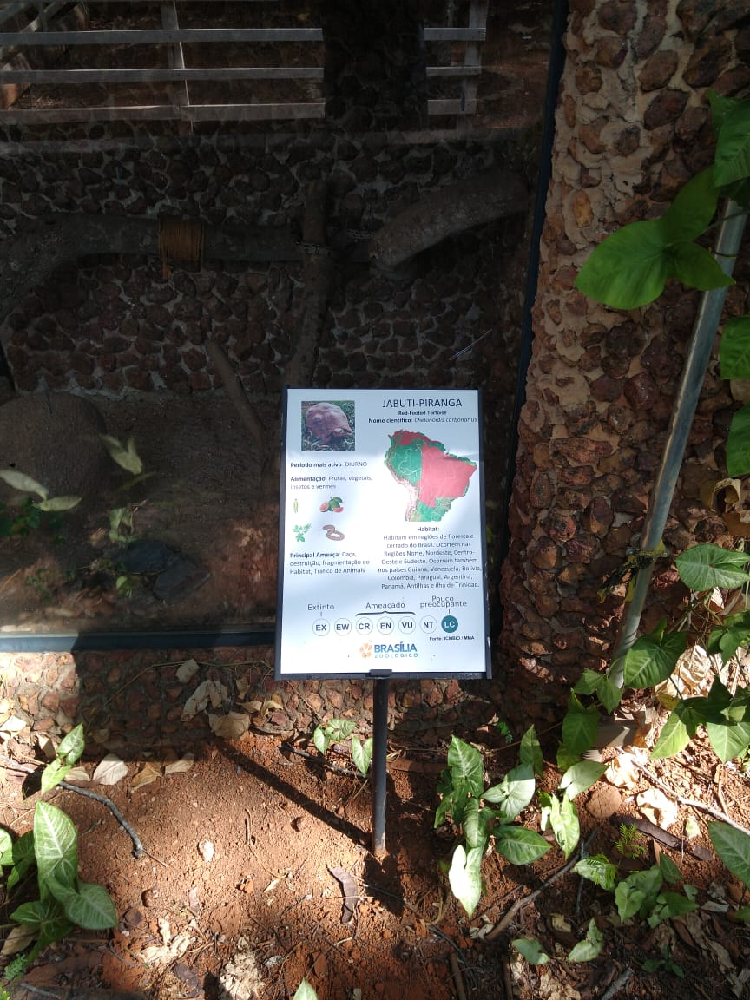 JABUTI-PIRANGA
Red-Footed Tortoise
Nome científico: Chelonoidis carbonarius
Período mais ativo: DIURNO
Alimentação: Frutas, vegetais,
insetos e vermes
Principal Ameaça: Caça,
destruição, fragmentação do
Habitat, Tráfico de Animais
Habitat:
Habitam em regiões de floresta e
cerrado do Brasil. Ocorrem nas
Regiões Norte, Nordeste, Centro-
Oeste e Sudeste. Ocorrem também
nos países Guiana, Venezuela, Bolívia,
Colômbia, Paraguai, Argentina,
Panamá, Antilhas e ilha de Trinidad.
Extinto Ameaçado Pouco
preocupante
EX EW CR EN VU NT LC
Fonte: ICMBIO / MMA
BRASÍLIA
ZOOLÓGICO